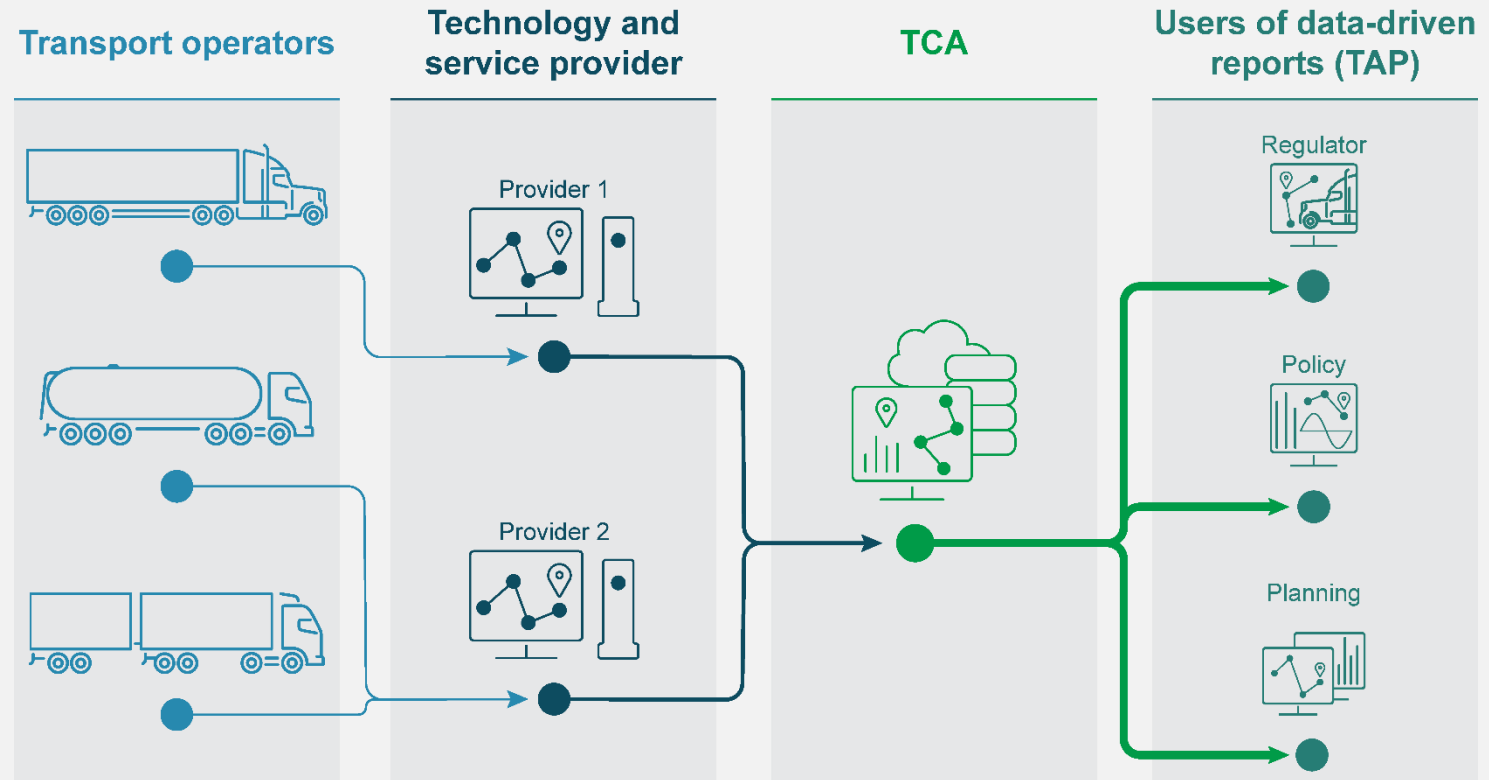 Transport operators
Technology and
service provider
TCA
Users of data-driven
reports (TAP)
Provider 1
Provider 2
Regulator
Policy
Planning